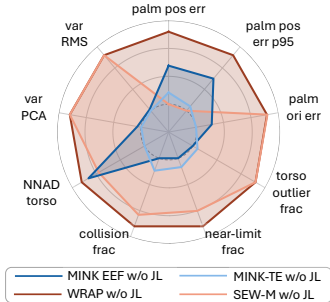 palm pos err
palm pos
err p95
palm
ori err
torso
outlier
frac
near-limit
frac
collision
frac
NNAD
torso
var
PCA
var
RMS
MINK EEF w/o JL
MINK-TE w/o JL
WRAP w/o JL
SEW-M w/o JL